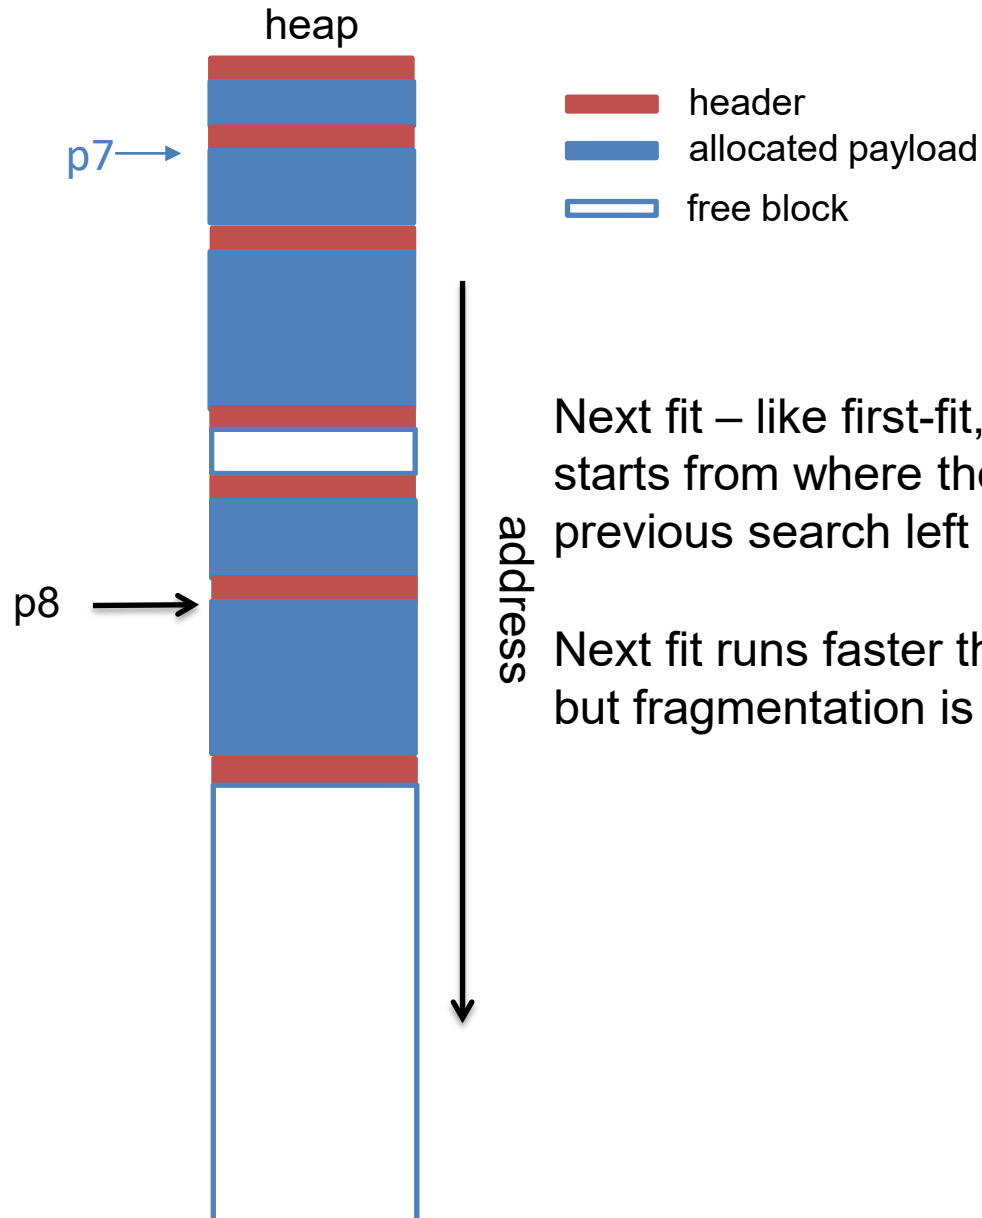 heap
header
allocated payload
free block
p7
Next fit – like first-fit,
starts from where the
previous search left
address
p8
Next fit runs faster th
but fragmentation is